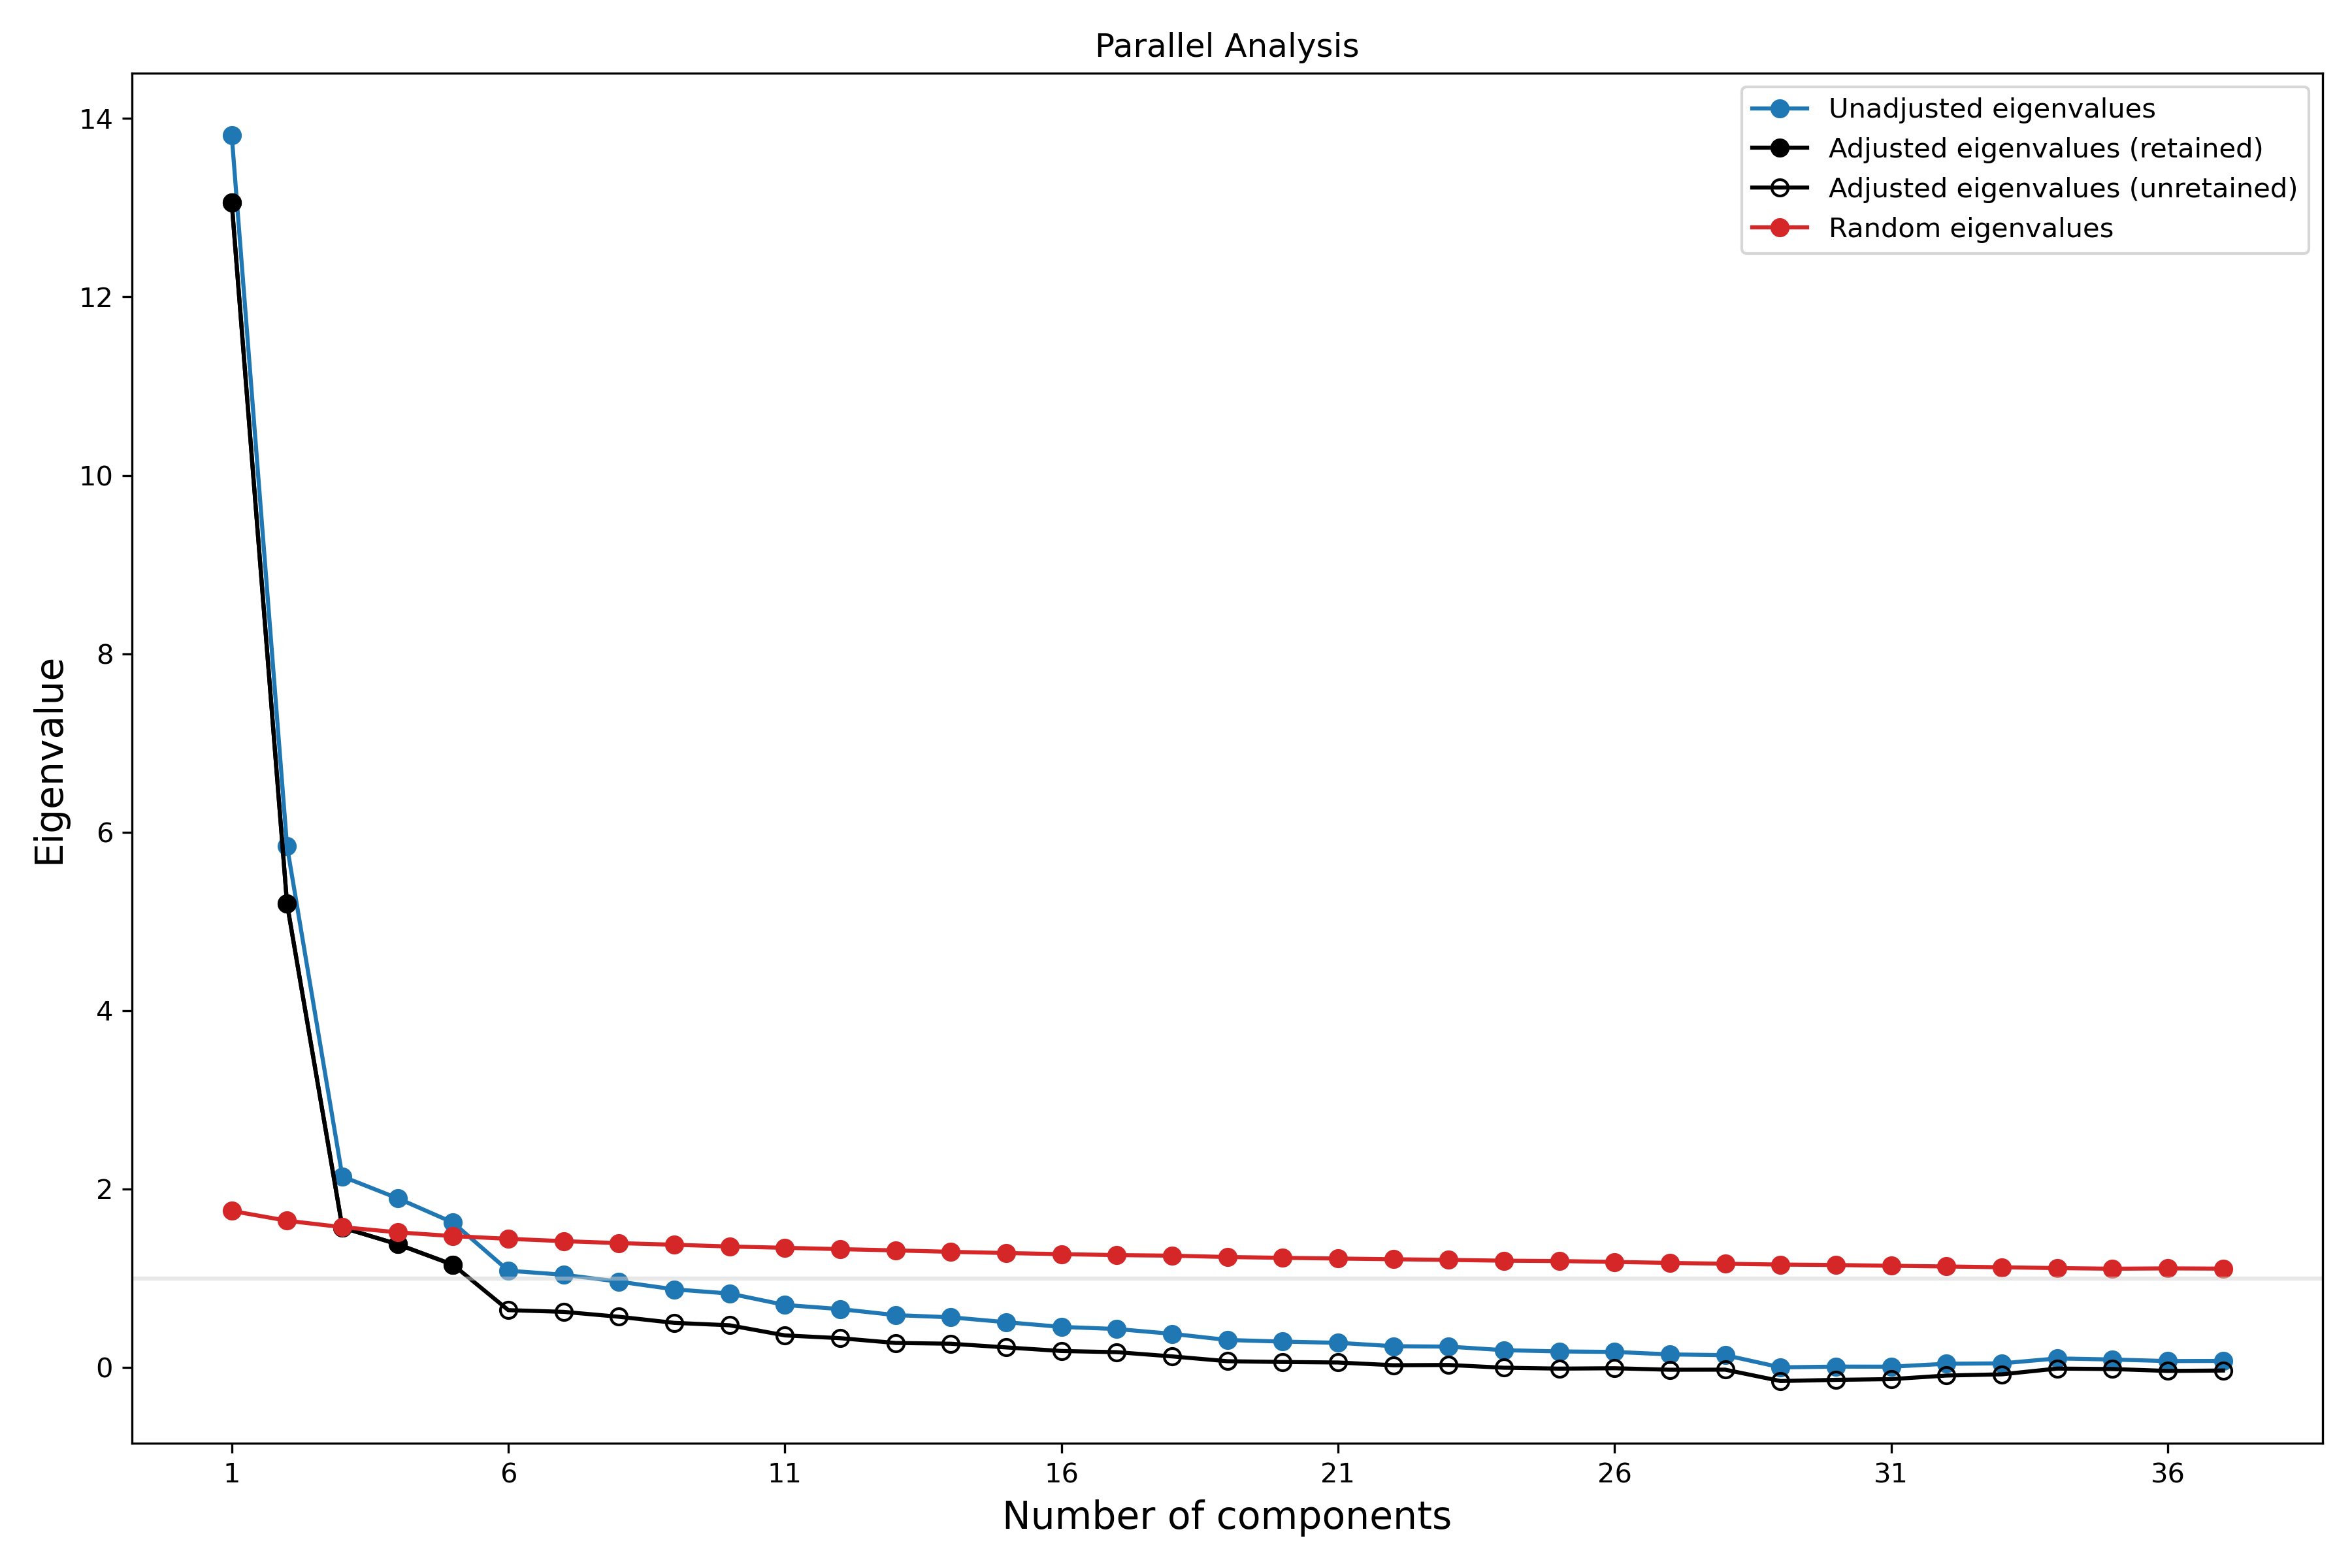 Parallel Analysis
Unadjusted eigenvalues
Adjusted eigenvalues (retained)
Adjusted eigenvalues (unretained)
Random eigenvalues
Eigenvalue
14
12
10
8
6
4
2
0
1 6 11 16 21 26 31 36
Number of components